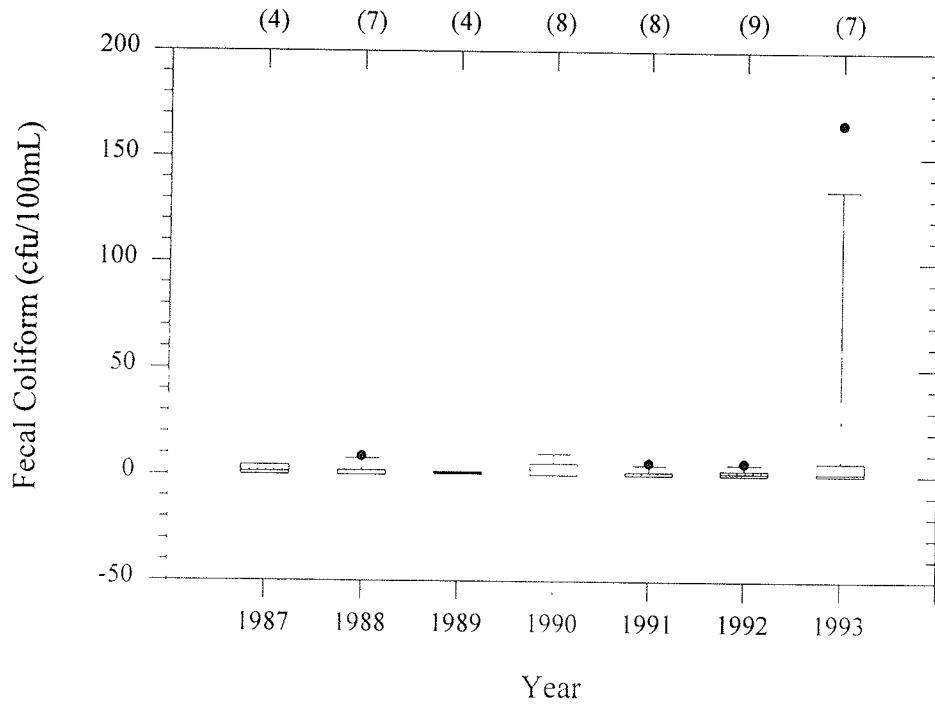 (4) (7) (4) (8) (8) (9) (7)
200
150
100
50
0
-50
Fecal Coliform (cfu/100mL)
1987 1988 1989 1990 1991 1992 1993
Year